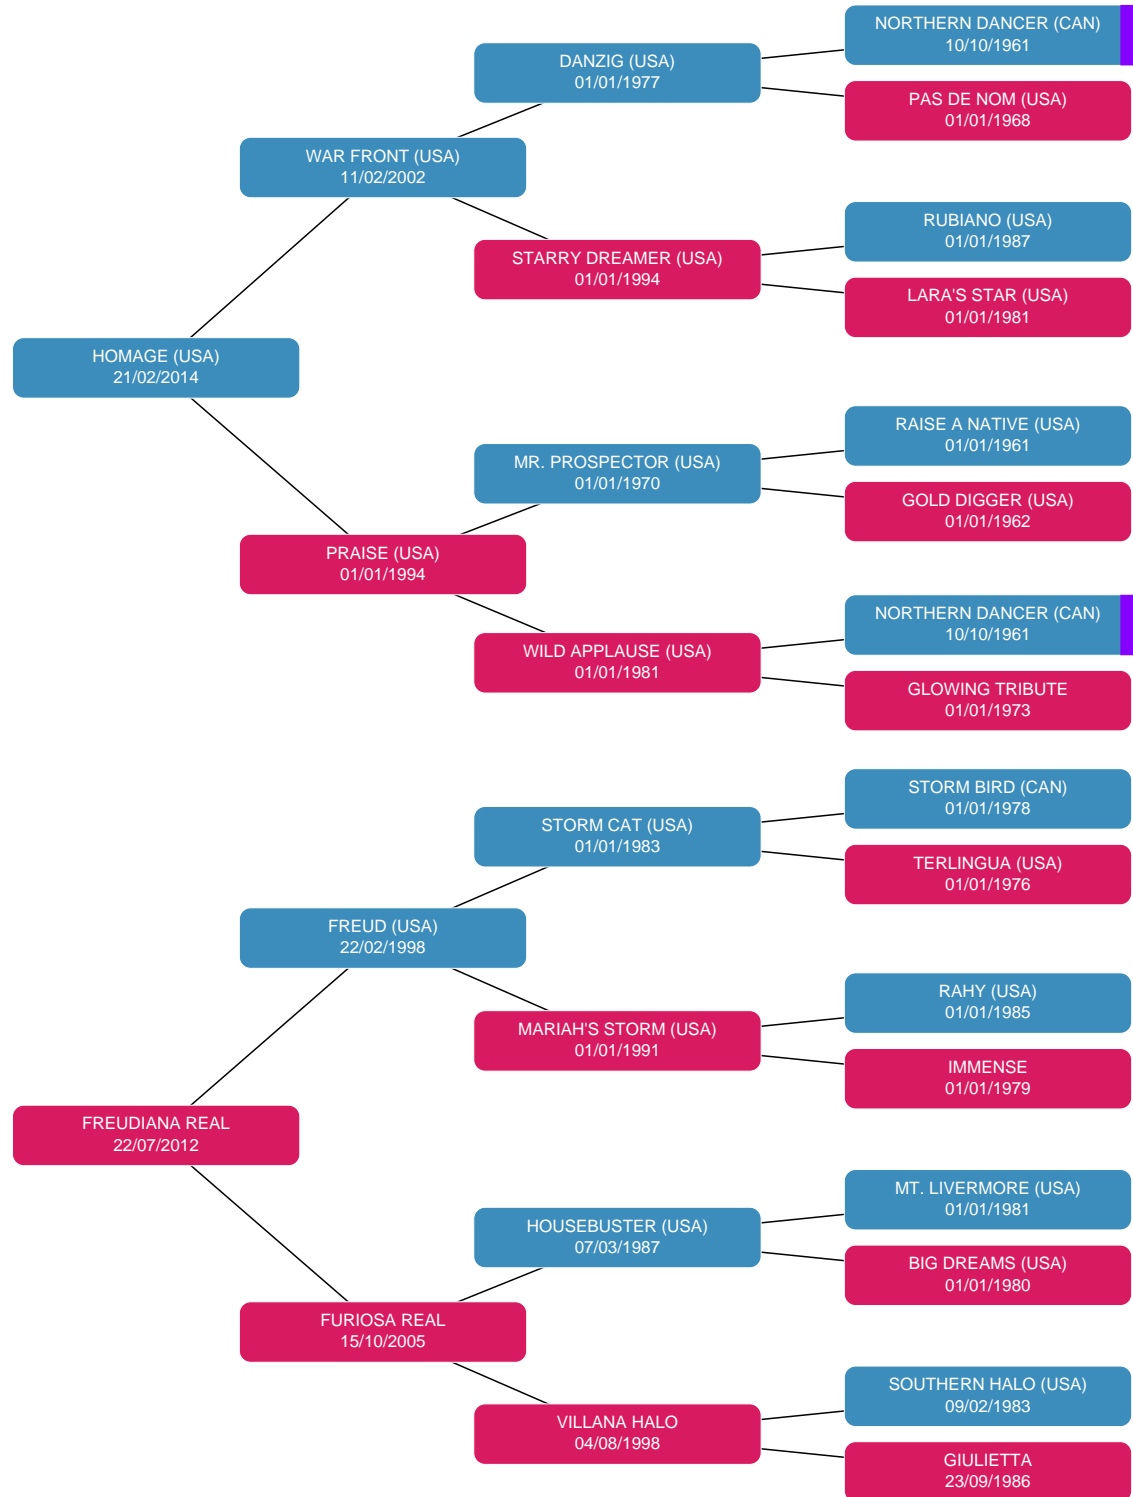 NORTHERN DANCER (CAN)
10/10/1961
DANZIG (USA)
01/01/1977
PAS DE NOM (USA)
01/01/1968
WAR FRONT (USA)
11/02/2002
RUBIANO (USA)
01/01/1987
STARRY DREAMER (USA)
01/01/1994
LARA'S STAR (USA)
01/01/1981
HOMAGE (USA)
21/02/2014
RAISE A NATIVE (USA)
01/01/1961
MR. PROSPECTOR (USA)
01/01/1970
GOLD DIGGER (USA)
01/01/1962
PRAISE (USA)
01/01/1994
NORTHERN DANCER (CAN)
10/10/1961
WILD APPLAUSE (USA)
01/01/1981
GLOWING TRIBUTE
01/01/1973
STORM BIRD (CAN)
01/01/1978
STORM CAT (USA)
01/01/1983
TERLINGUA (USA)
01/01/1976
FREUD (USA)
22/02/1998
RAHY (USA)
01/01/1985
MARIAH'S STORM (USA)
01/01/1991
IMMENSE
01/01/1979
FREUDIANA REAL
22/07/2012
MT. LIVERMORE (USA)
01/01/1981
HOUSEBUSTER (USA)
07/03/1987
BIG DREAMS (USA)
01/01/1980
FURIOSA REAL
15/10/2005
SOUTHERN HALO (USA)
09/02/1983
VILLANA HALO
04/08/1998
GIULIETTA
23/09/1986